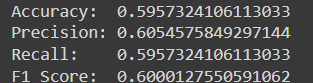 Accuracy:  0.5957324106113033
Precision: 0.6054575849297144
Recall:    0.5957324106113033
F1 Score:  0.6000127550591062